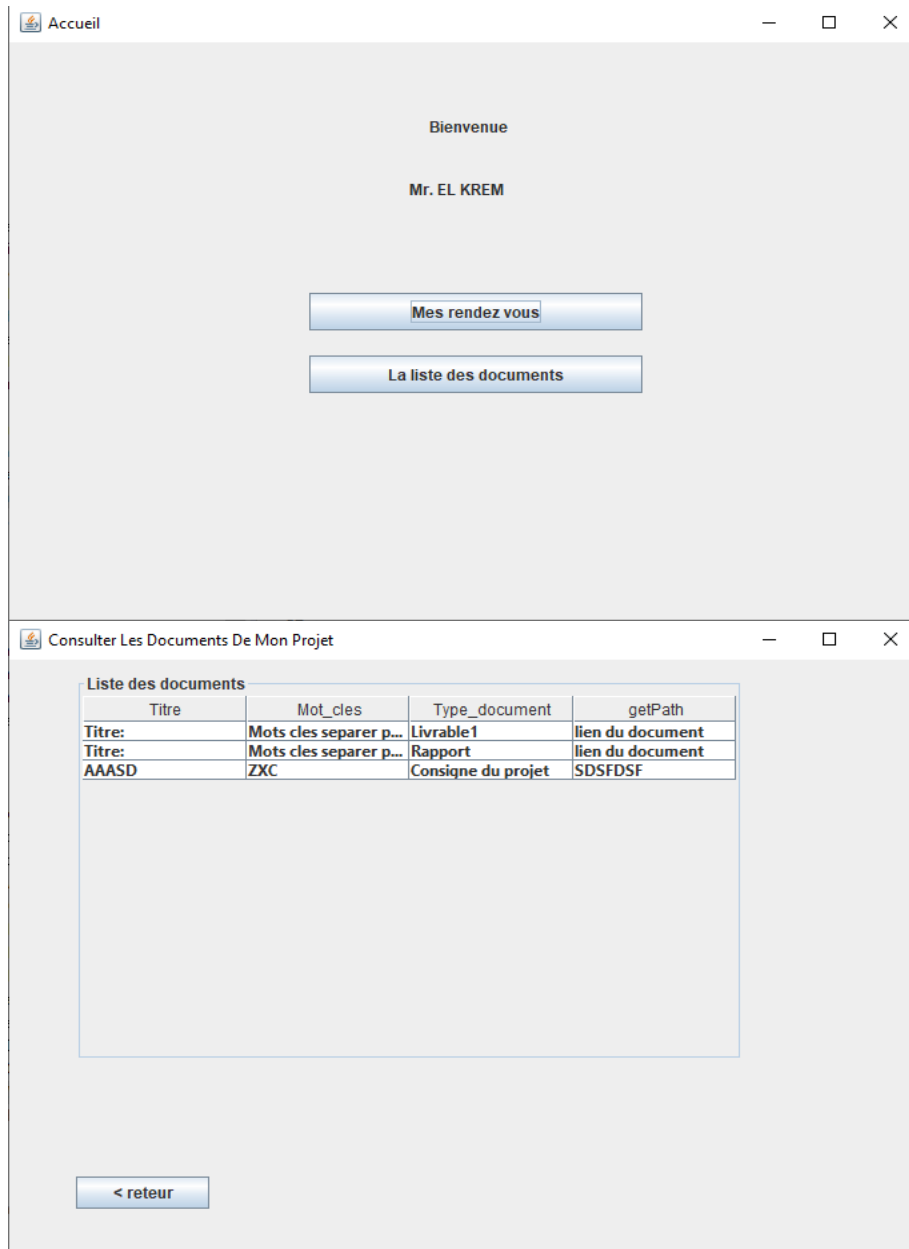 Accueil
Bienvenue
Mr. EL KREM
Mes rendez vous
La liste des documents
Consulter Les Documents De Mon Projet
Liste des documents
Titre Mot_cles Type_document getPath
Titre: Mots cles separer p... Livrable1 lien du document
Titre: Mots cles separer p... Rapport lien du document
AAASD ZXC Consigne du projet SDSFDSF
< reteur